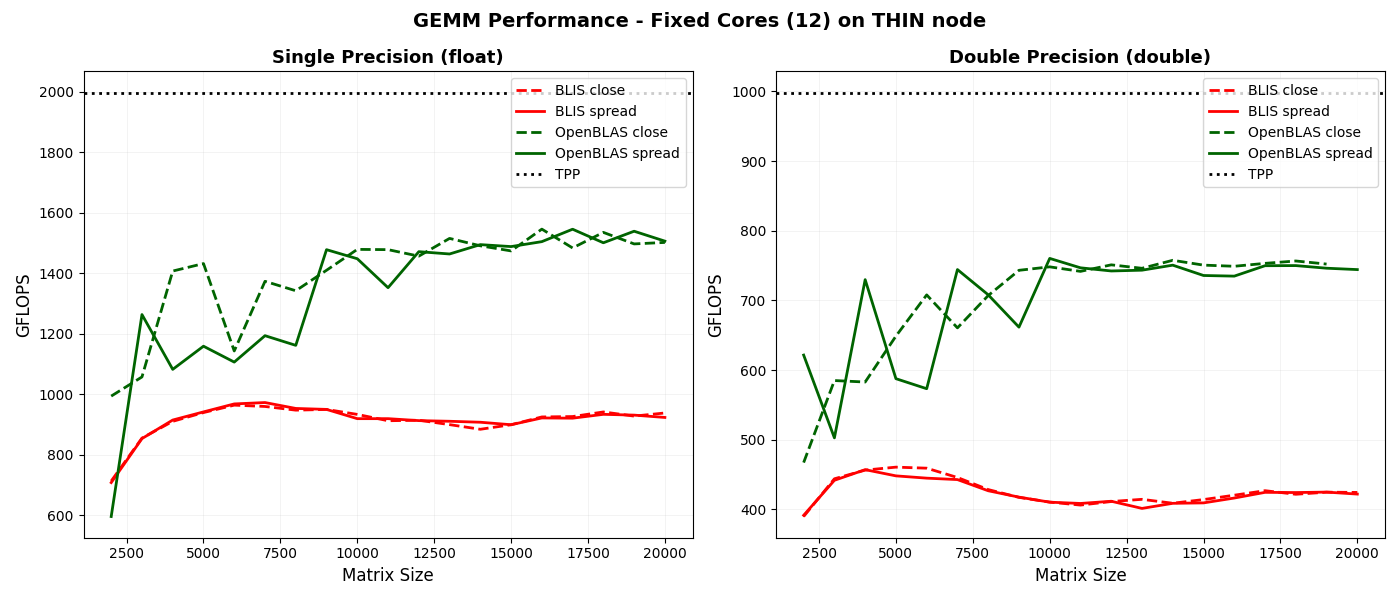 GEMM Performance - Fixed Cores (12) on THIN node
Single Precision (float)
GFLOPS
2000
1800
1600
1400
1200
1000
800
600
BLIS close
BLIS spread
OpenBLAS close
OpenBLAS spread
TPP
2500 5000 7500 10000 12500 15000 17500 20000
Matrix Size
Double Precision (double)
GFLOPS
1000
900
800
700
600
500
400
BLIS close
BLIS spread
OpenBLAS close
OpenBLAS spread
TPP
2500 5000 7500 10000 12500 15000 17500 20000
Matrix Size